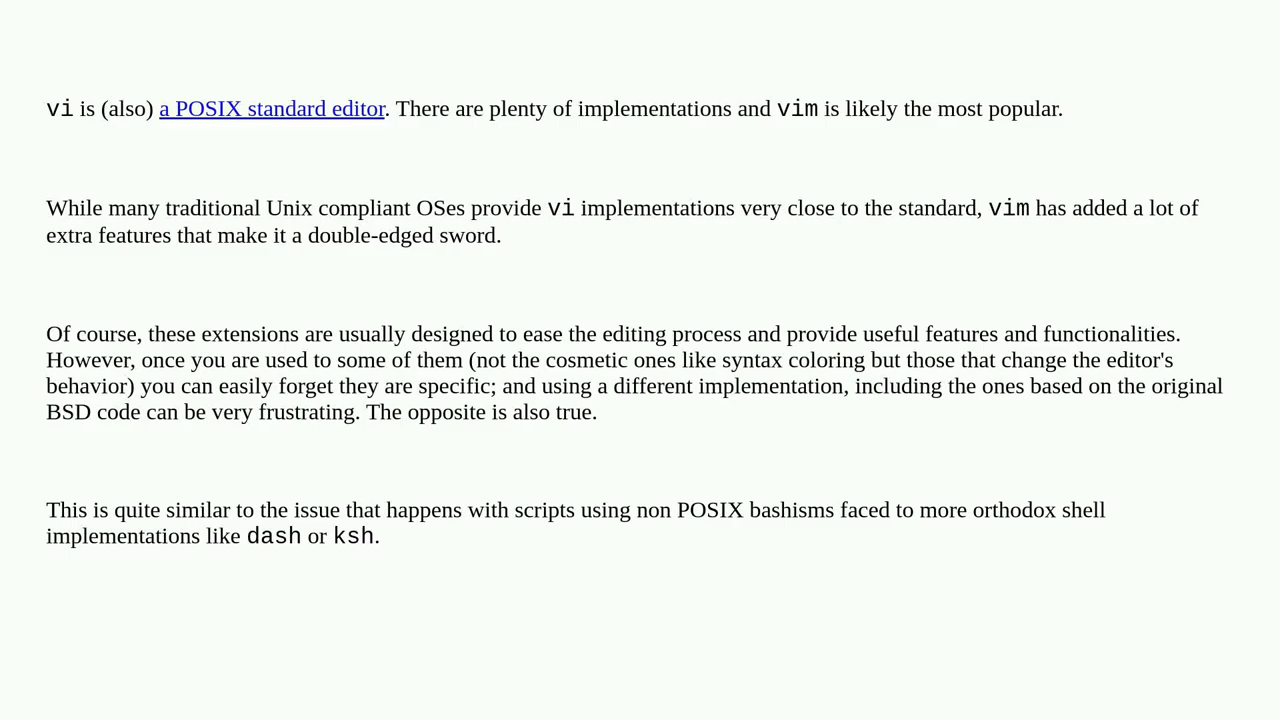 vi is (also) a POSIX standard editor. There are plenty of implementations and vim is likely the most popular.
While many traditional Unix compliant OSes provide vi implementations very close to the standard, vim has added a lot of
extra features that make it a double-edged sword.
Of course, these extensions are usually designed to ease the editing process and provide useful features and functionalities.
However, once you are used to some of them (not the cosmetic ones like syntax coloring but those that change the editor's
behavior) you can easily forget they are specific; and using a different implementation, including the ones based on the original
BSD code can be very frustrating. The opposite is also true.
This is quite similar to the issue that happens with scripts using non POSIX bashisms faced to more orthodox shell
implementations like dash or ksh.